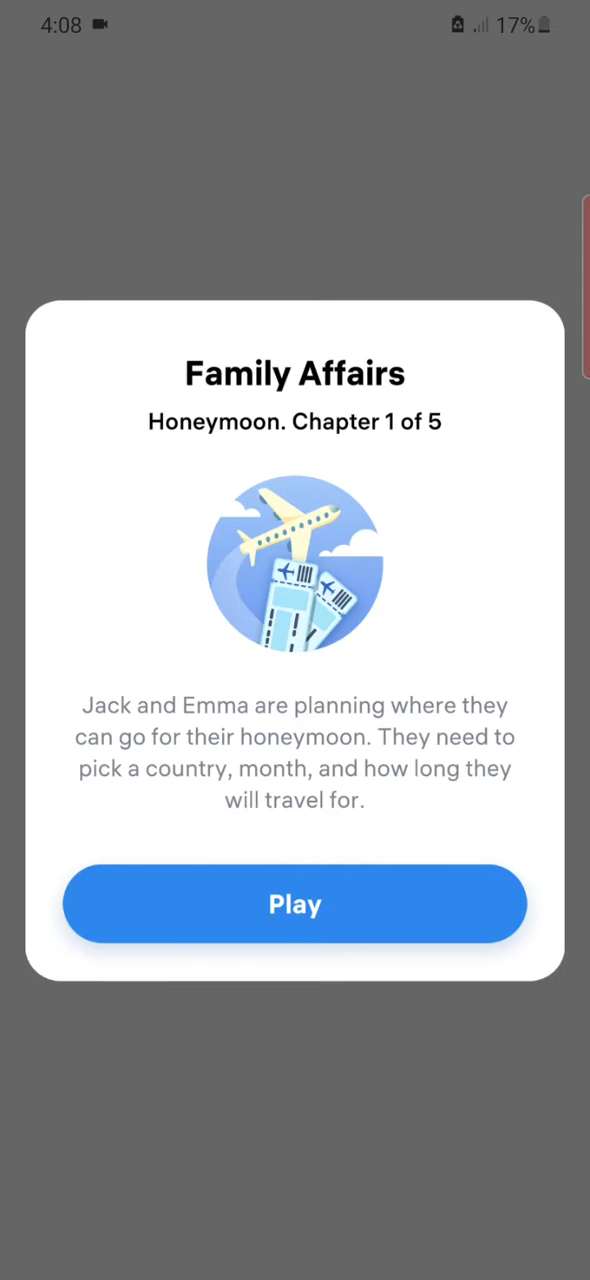 4:08 17%
Family Affairs
Honeymoon. Chapter 1 of 5
Jack and Emma are planning where they
can go for their honeymoon. They need to
pick a country, month, and how long they
will travel for.
Play